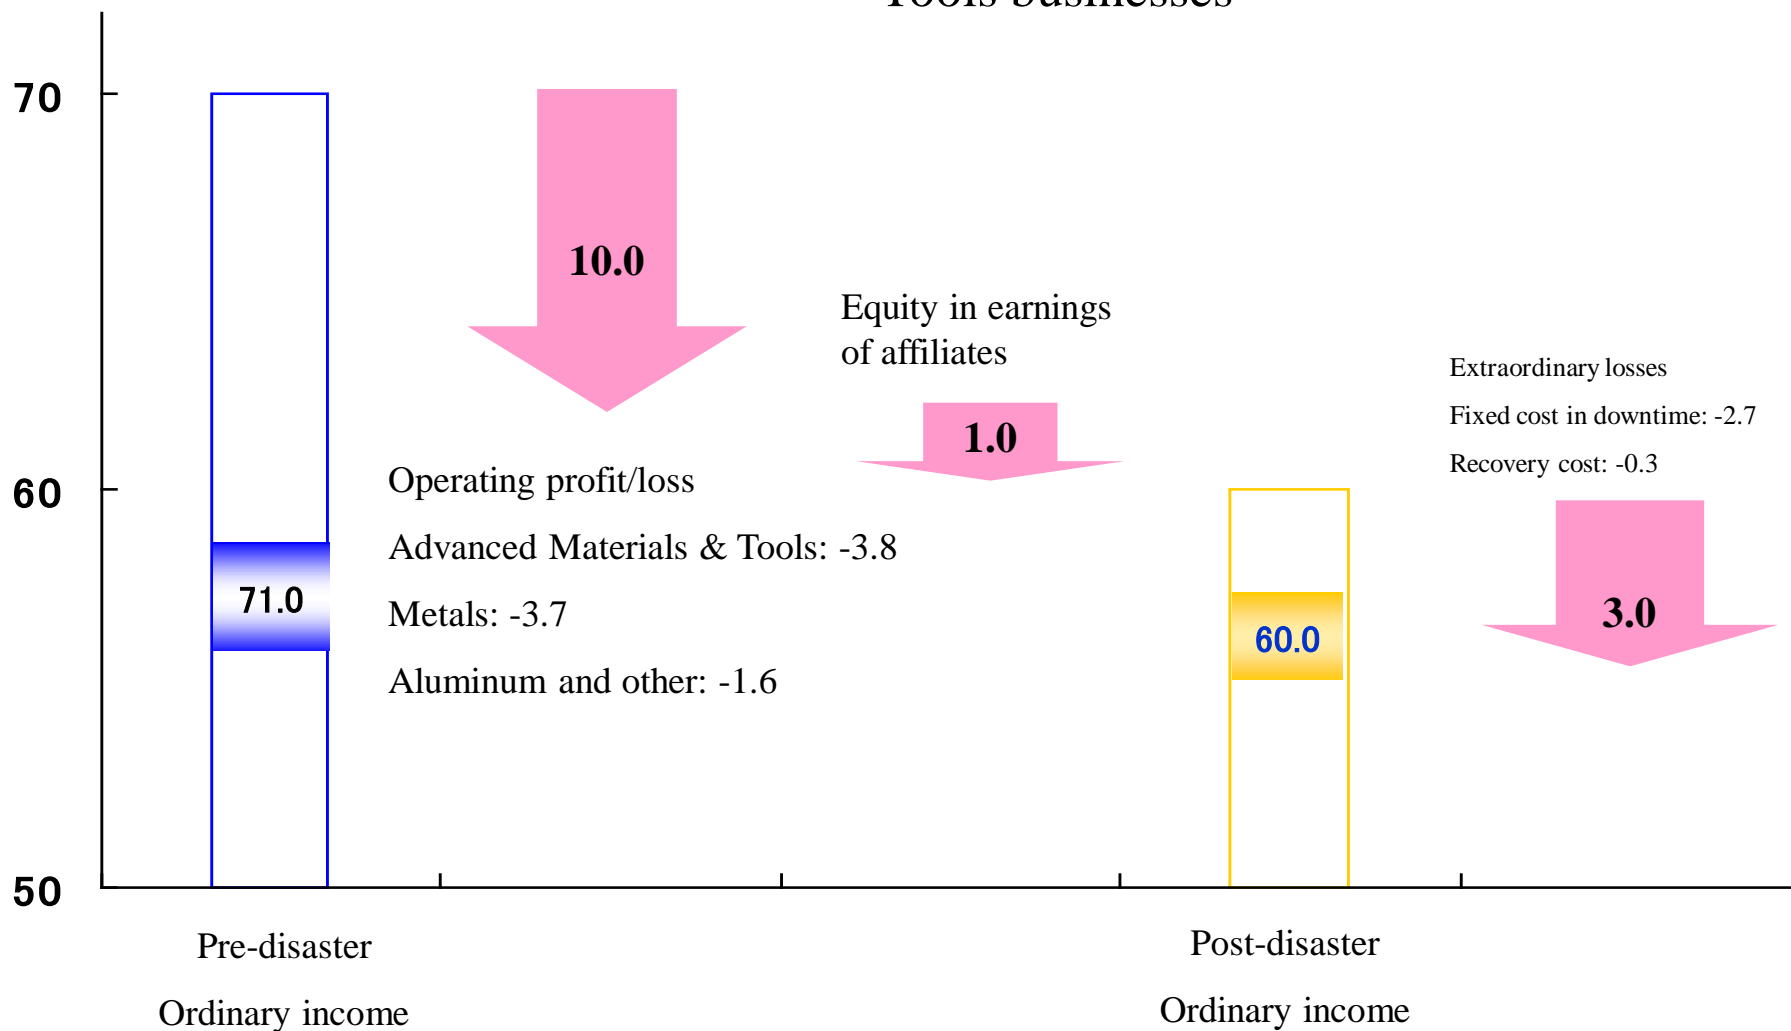 Tools businesses
70
10.0
Equity in earnings
of affiliates
1.0
Extraordinary losses
Fixed cost in downtime: -2.7
Recovery cost: -0.3
3.0
60
Operating profit/loss
Advanced Materials & Tools: -3.8
Metals: -3.7
Aluminum and other: -1.6
71.0
60.0
50
Pre-disaster
Ordinary income
Post-disaster
Ordinary income